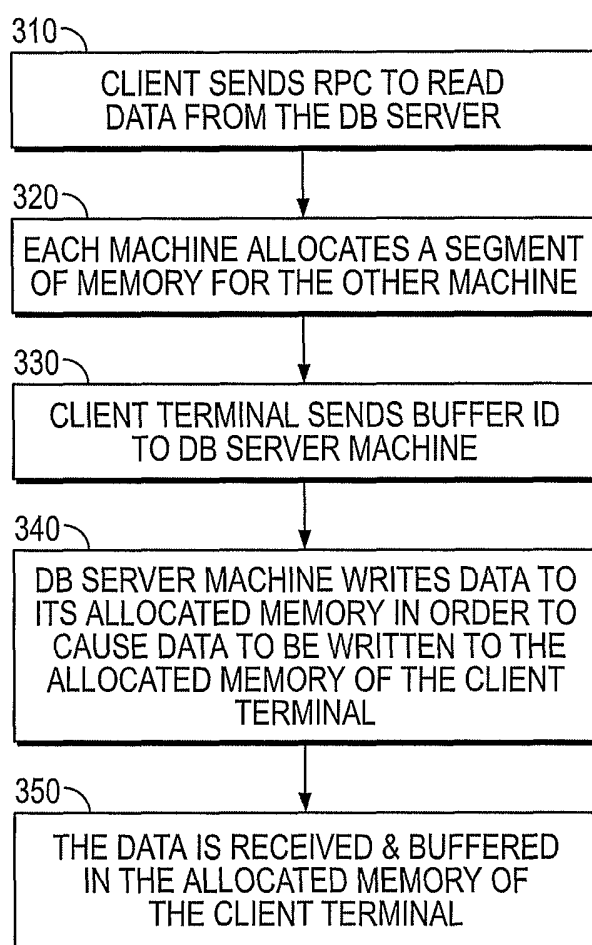 310
CLIENT SENDS RPC TO READ
DATA FROM THE DB SERVER
320
EACH MACHINE ALLOCATES A SEGMENT
OF MEMORY FOR THE OTHER MACHINE
330
CLIENT TERMINAL SENDS BUFFER ID
TO DB SERVER MACHINE
340
DB SERVER MACHINE WRITES DATA TO
ITS ALLOCATED MEMORY IN ORDER TO
CAUSE DATA TO BE WRITTEN TO THE
ALLOCATED MEMORY OF THE CLIENT
TERMINAL
350
THE DATA IS RECEIVED & BUFFERED
IN THE ALLOCATED MEMORY OF
THE CLIENT TERMINAL